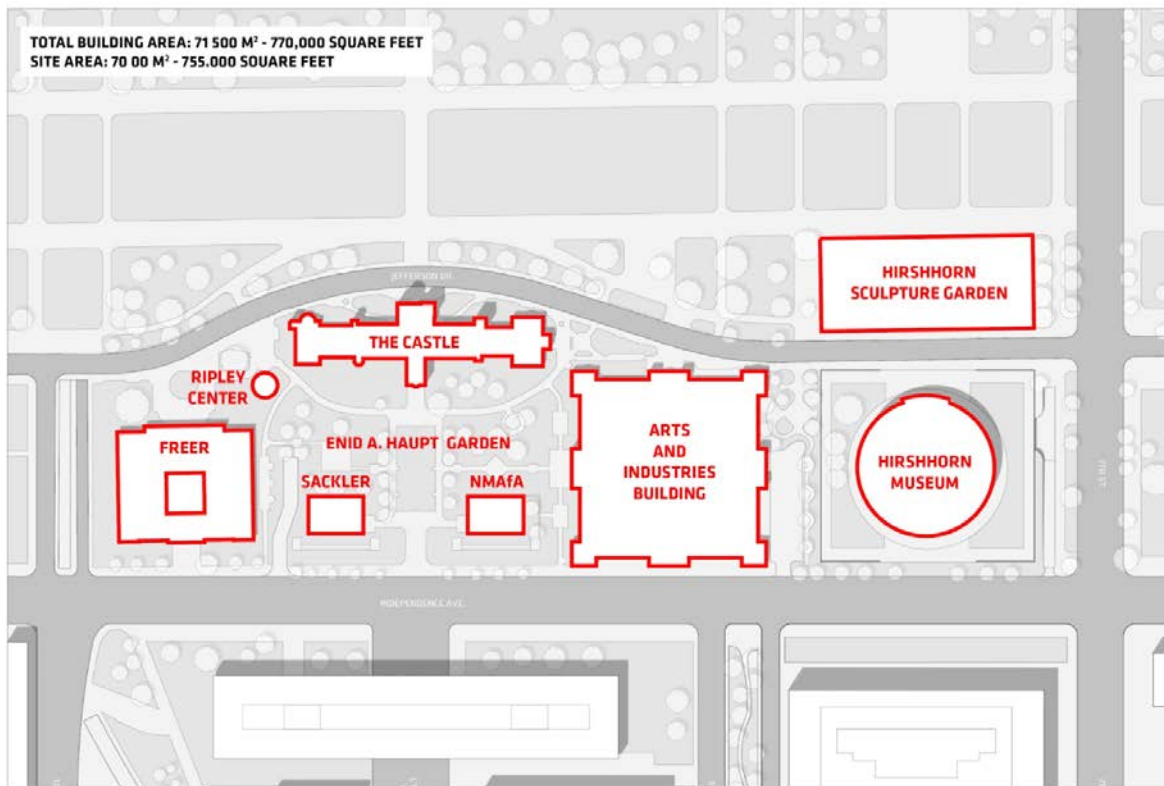 TOTAL BUILDING AREA: 71 500 M² - 770,000 SQUARE FEET
SITE AREA: 70 00 M² - 755.000 SQUARE FEET
HIRSHHORN
SCULPTURE GARDEN
JEFFERSON DR.
THE CASTLE
RIPLEY
CENTER
FREER
ENID A. HAUPT GARDEN
SACKLER
NMAfA
ARTS
AND
INDUSTRIES
BUILDING
HIRSHHORN
MUSEUM
INDEPENDENCE AVE.